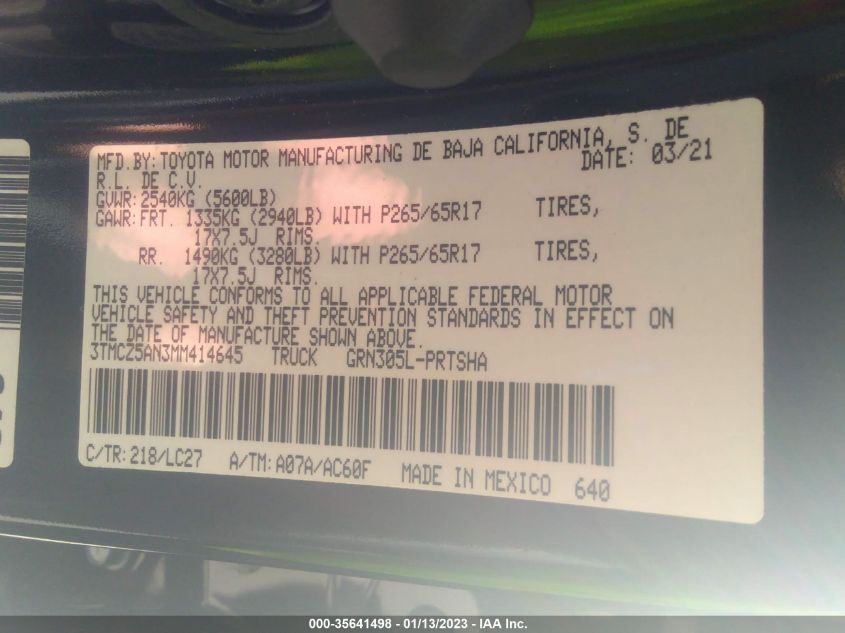 MFD.BY:TOYOTA MOTOR MANUFACTURING DE BAJA CALIFORNIA, S. DE
R.L. DE C.V.
DATE: 03/21
GVWR:2540KG (5600LB)
GAWR:FRT. 1335KG (2940LB) WITH P265/65R17 TIRES,
17X7.5J RIMS.
RR. 1490KG (3280LB) WITH P265/65R17 TIRES,
17X7.5J RIMS.
THIS VEHICLE CONFORMS TO ALL APPLICABLE FEDERAL MOTOR
VEHICLE SAFETY AND THEFT PREVENTION STANDARDS IN EFFECT ON
THE DATE OF MANUFACTURE SHOWN ABOVE.
3TMCZ5AN3MM414645 TRUCK GRN305L-PRTSHA
C/TR:218/LC27 A/TM:A07A/AC60F MADE IN MEXICO 640
000-35641498 - 01/13/2023 - IAA Inc.